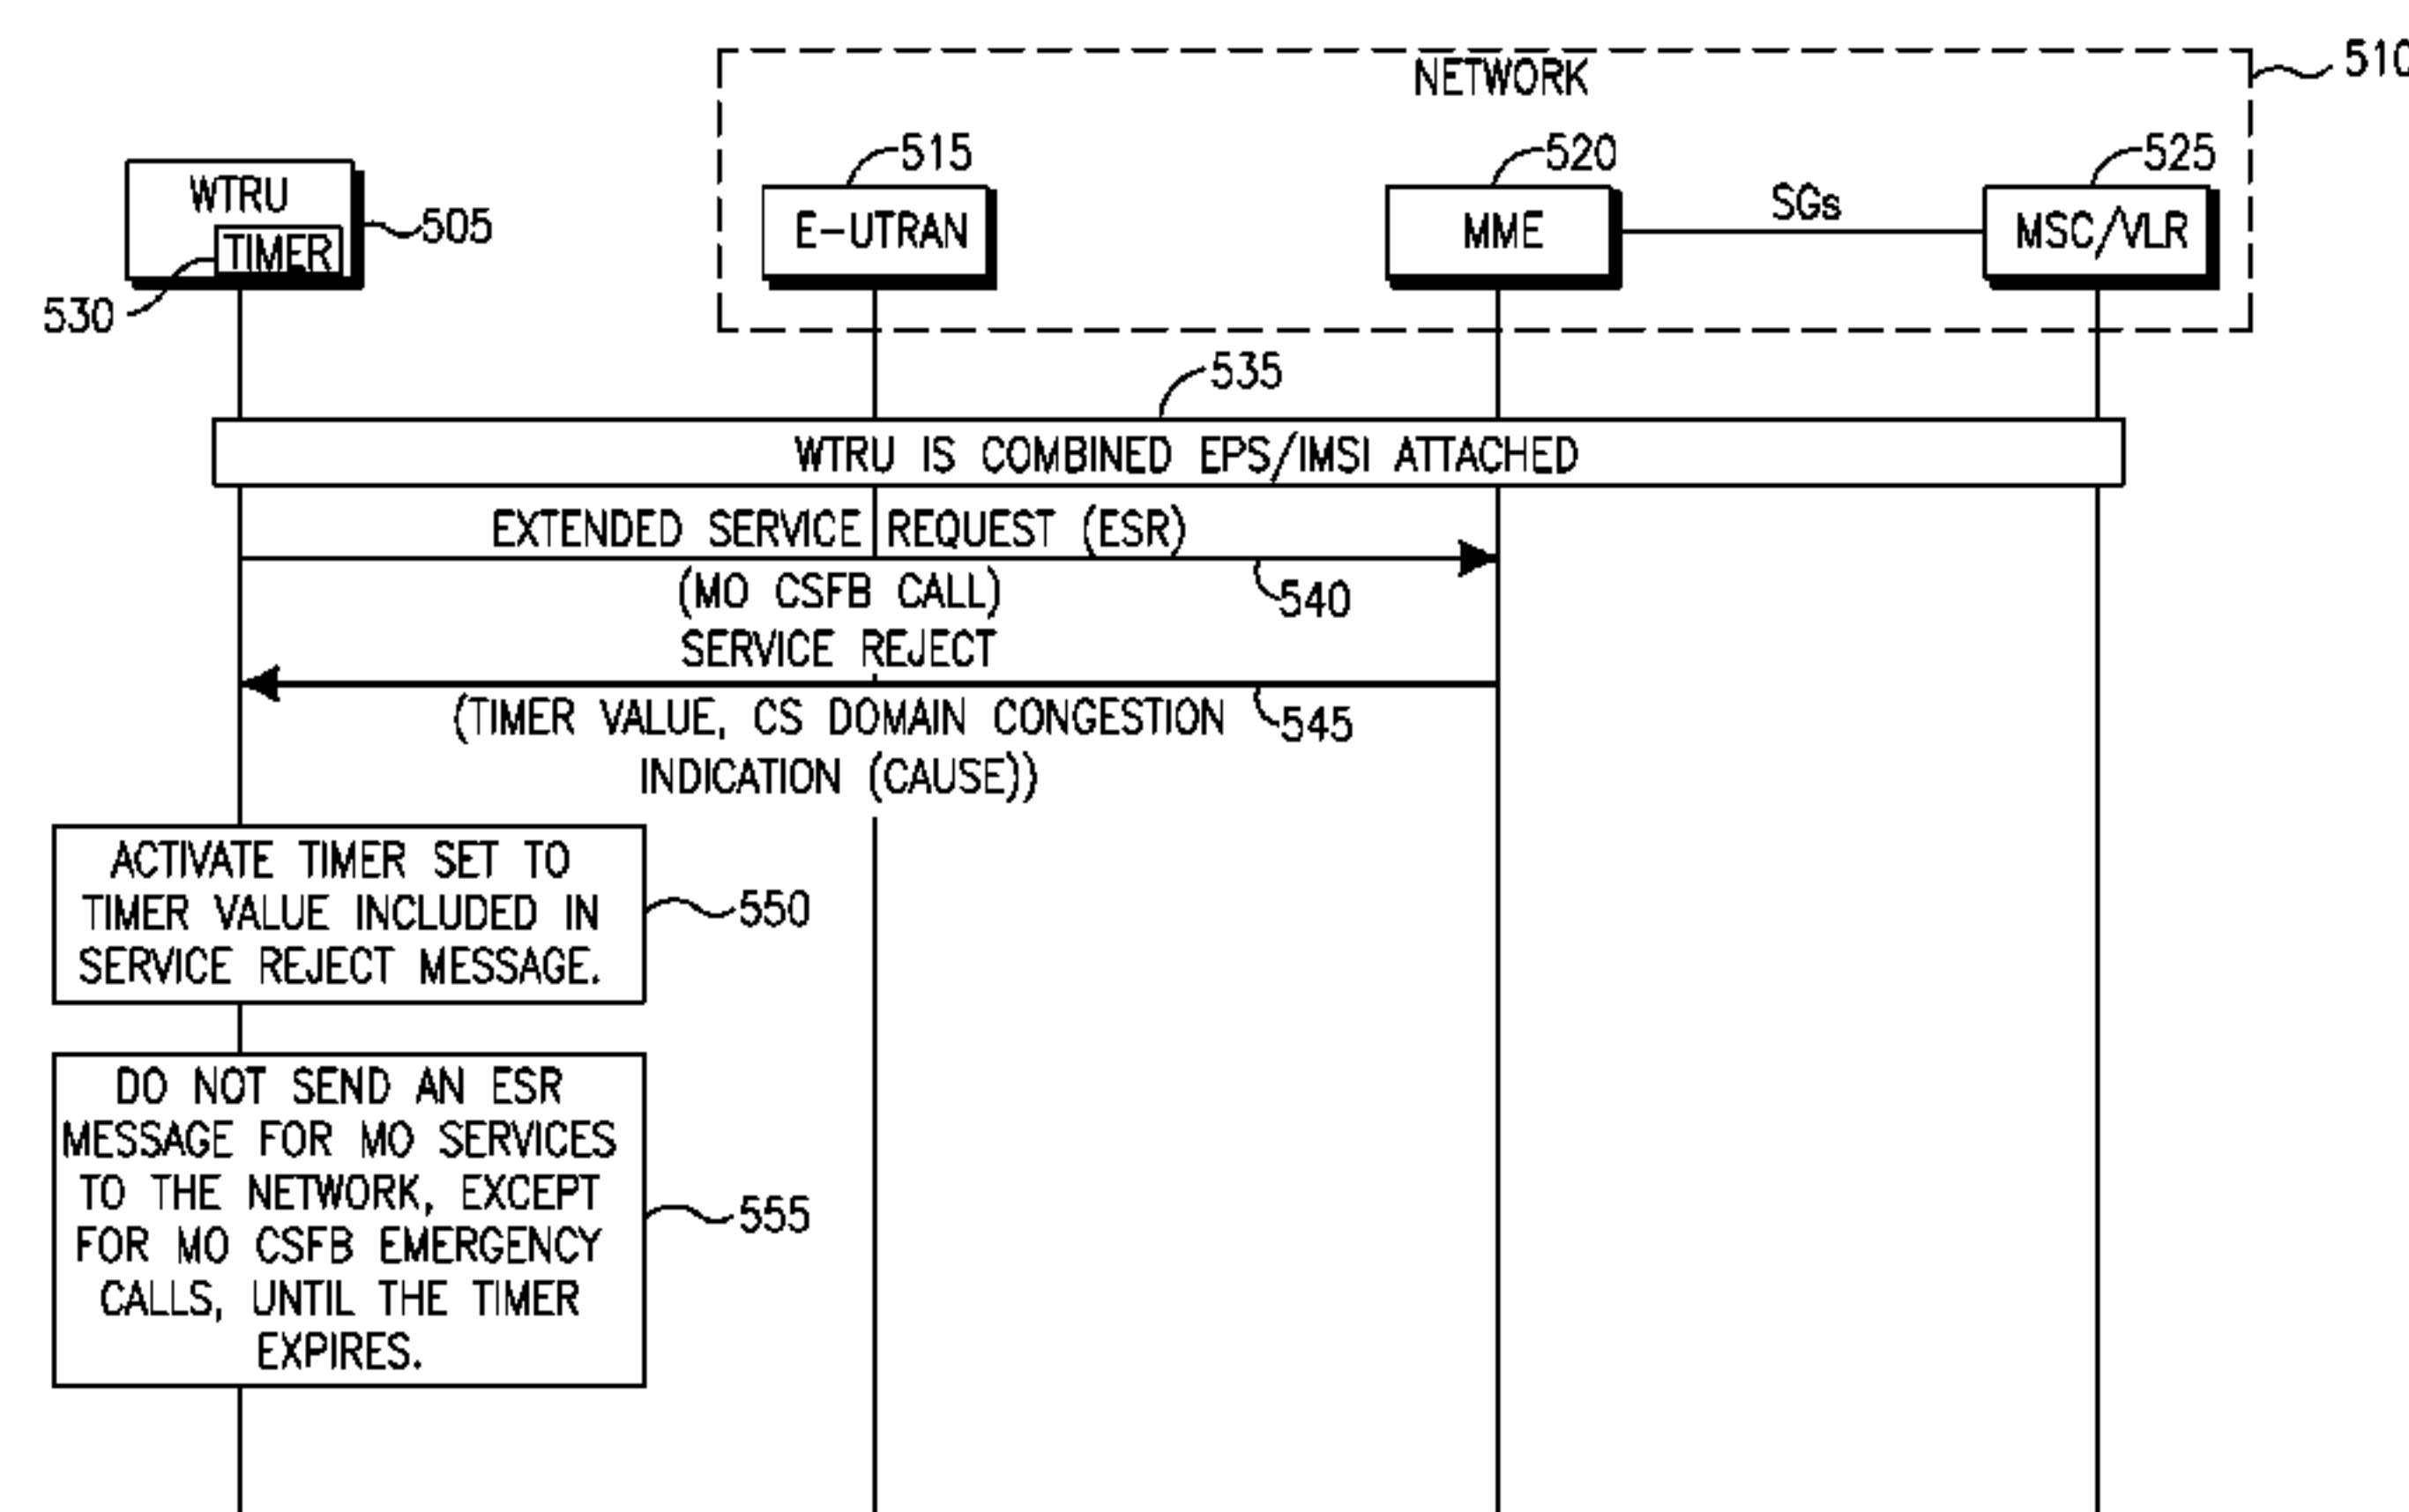 NETWORK
510
515
520
525
WTRU
TIMER
505
530
E-UTRAN
MME
SGs
MSC/VLR
535
WTRU IS COMBINED EPS/IMSI ATTACHED
EXTENDED SERVICE REQUEST (ESR)
(MO CSFB CALL)
540
SERVICE REJECT
(TIMER VALUE, CS DOMAIN CONGESTION
INDICATION (CAUSE))
545
ACTIVATE TIMER SET TO
TIMER VALUE INCLUDED IN
SERVICE REJECT MESSAGE.
550
DO NOT SEND AN ESR
MESSAGE FOR MO SERVICES
TO THE NETWORK, EXCEPT
FOR MO CSFB EMERGENCY
CALLS, UNTIL THE TIMER
EXPIRES.
555